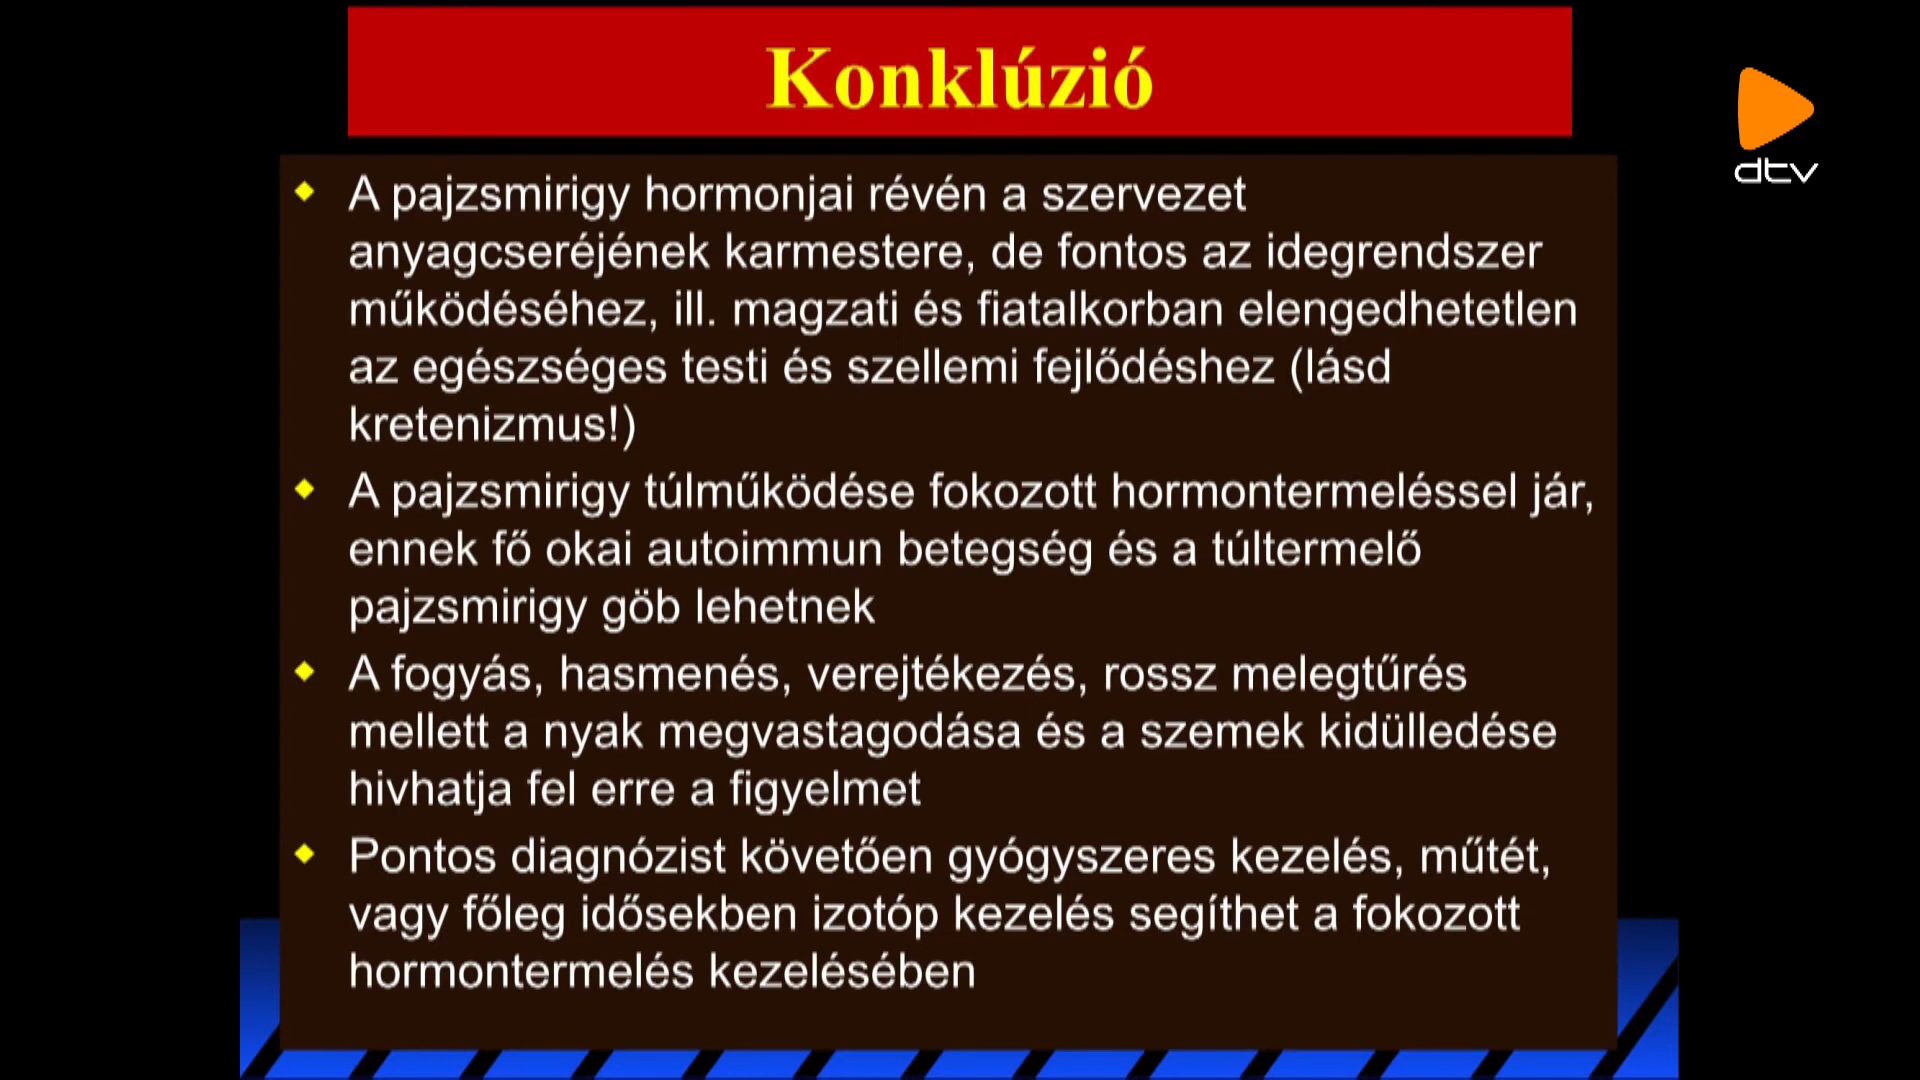 Konklúzió
dtv
A pajzsmirigy hormonjai révén a szervezet
anyagcseréjének karmestere, de fontos az idegrendszer
működéséhez, ill. magzati és fiatalkorban elengedhetetlen
az egészséges testi és szellemi fejlődéshez (lásd
kretenizmus!)
A pajzsmirigy túlműködése fokozott hormontermeléssel jár,
ennek fő okai autoimmun betegség és a túltermelő
pajzsmirigy göb lehetnek
A fogyás, hasmenés, verejtékezés, rossz melegtűrés
mellett a nyak megvastagodása és a szemek kidülledése
hivhatja fel erre a figyelmet
Pontos diagnózist követően gyógyszeres kezelés, műtét,
vagy főleg idősekben izotóp kezelés segíthet a fokozott
hormontermelés kezelésében